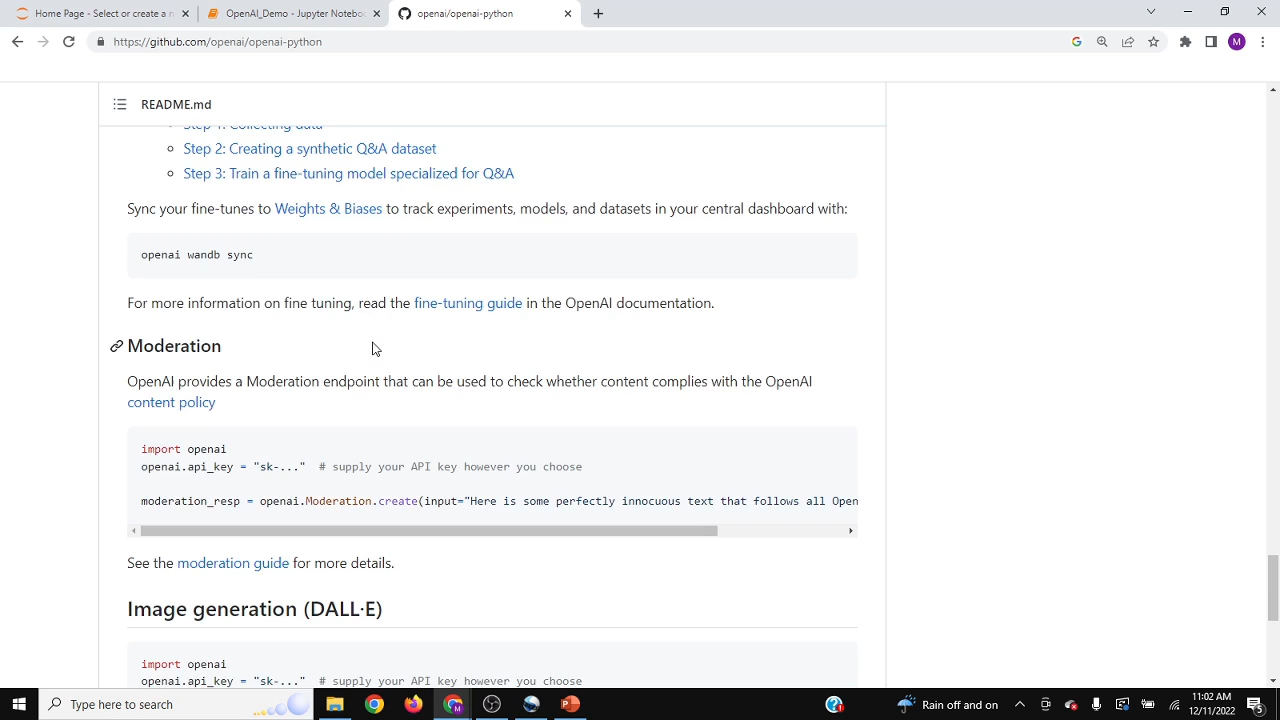 Home Page - Select or create a n
OpenAI_Demo - Jupyter Notebo
openai/openai-python
https://github.com/openai/openai-python
G
M
README.md
Step 1: Collecting data
Step 2: Creating a synthetic Q&A dataset
Step 3: Train a fine-tuning model specialized for Q&A
Sync your fine-tunes to Weights & Biases to track experiments, models, and datasets in your central dashboard with:
openai wandb sync
For more information on fine tuning, read the fine-tuning guide in the OpenAI documentation.
Moderation
OpenAI provides a Moderation endpoint that can be used to check whether content complies with the OpenAI
content policy
import openai
openai.api_key = "sk-..." # supply your API key however you choose
moderation_resp = openai.Moderation.create(input="Here is some perfectly innocuous text that follows all Open
See the moderation guide for more details.
Image generation (DALL·E)
import openai
openai.api_key = "sk-..." # supply your API key however you choose
Type here to search
Rain off and on
11:02 AM
12/11/2022